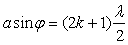 a sin φ = (2k + 1) λ/2